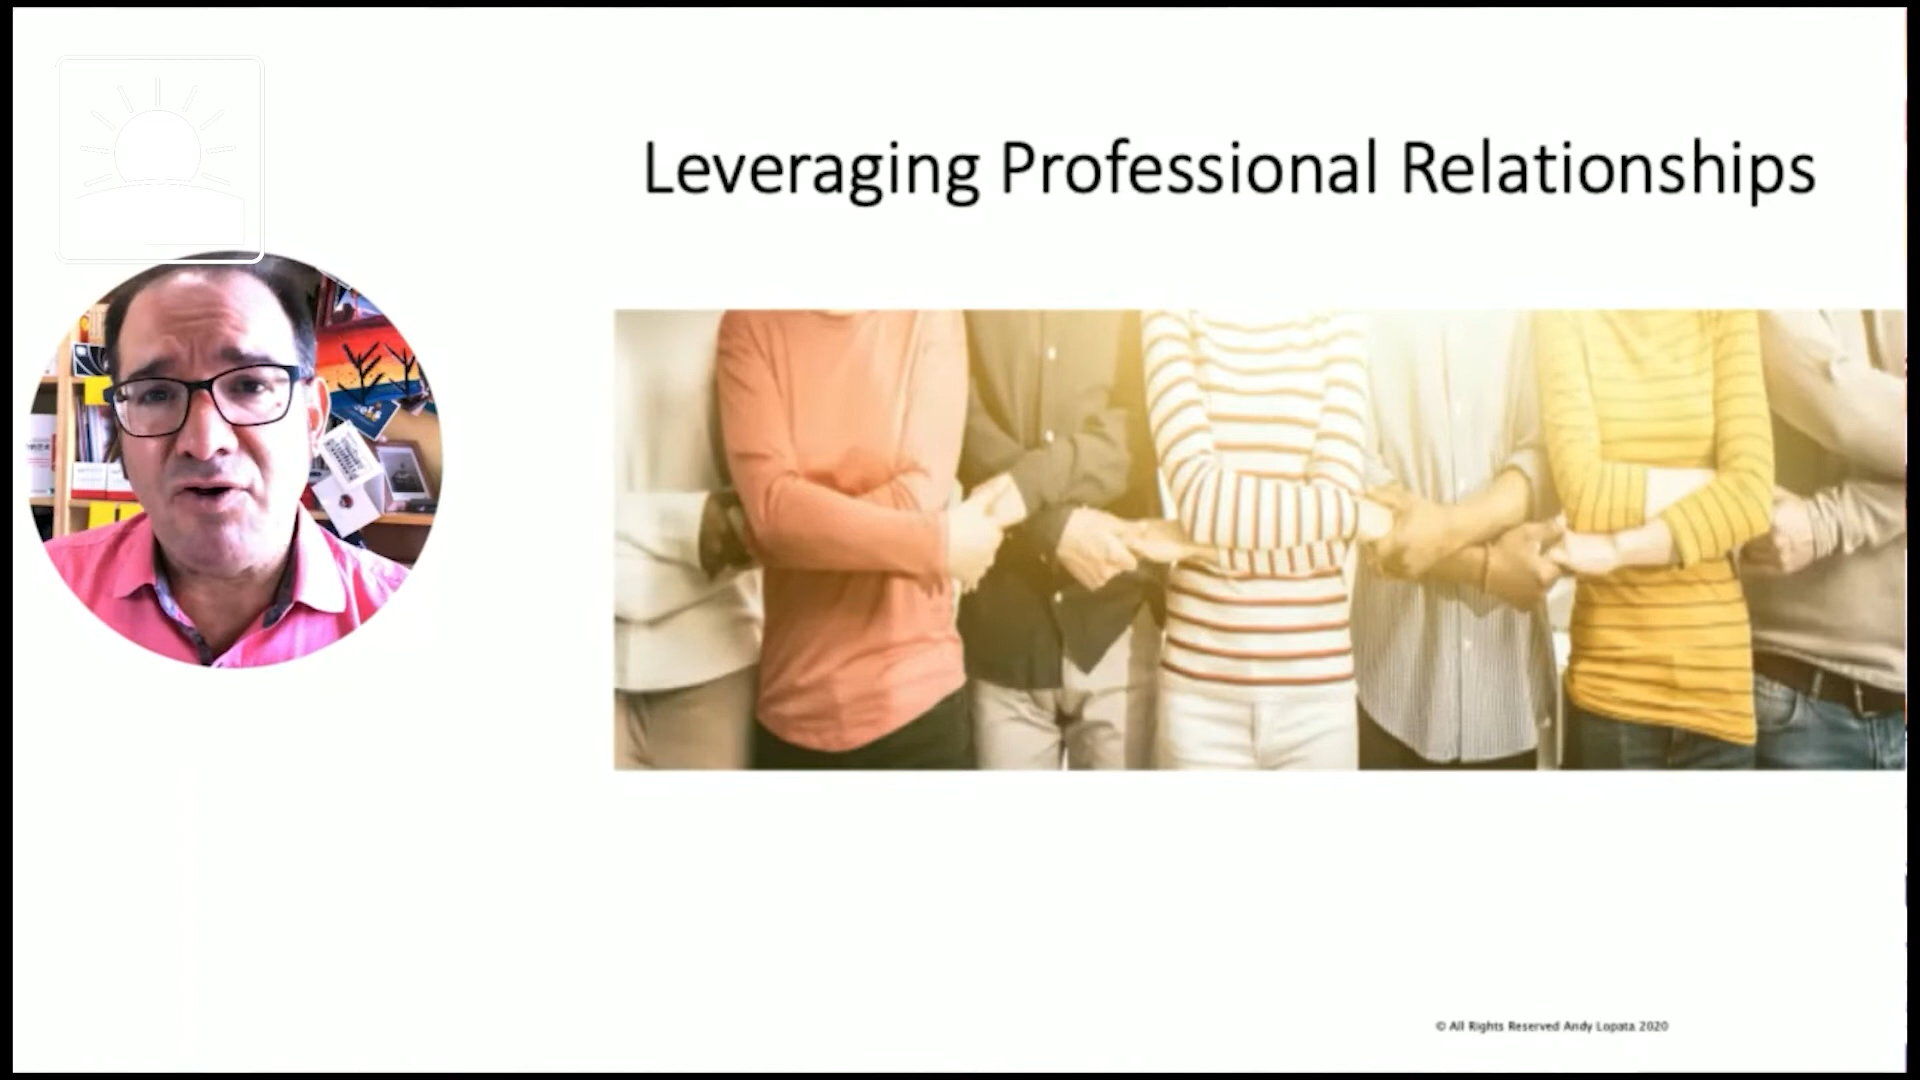 Leveraging Professional Relationships
© All Rights Reserved Andy Lopata 2020